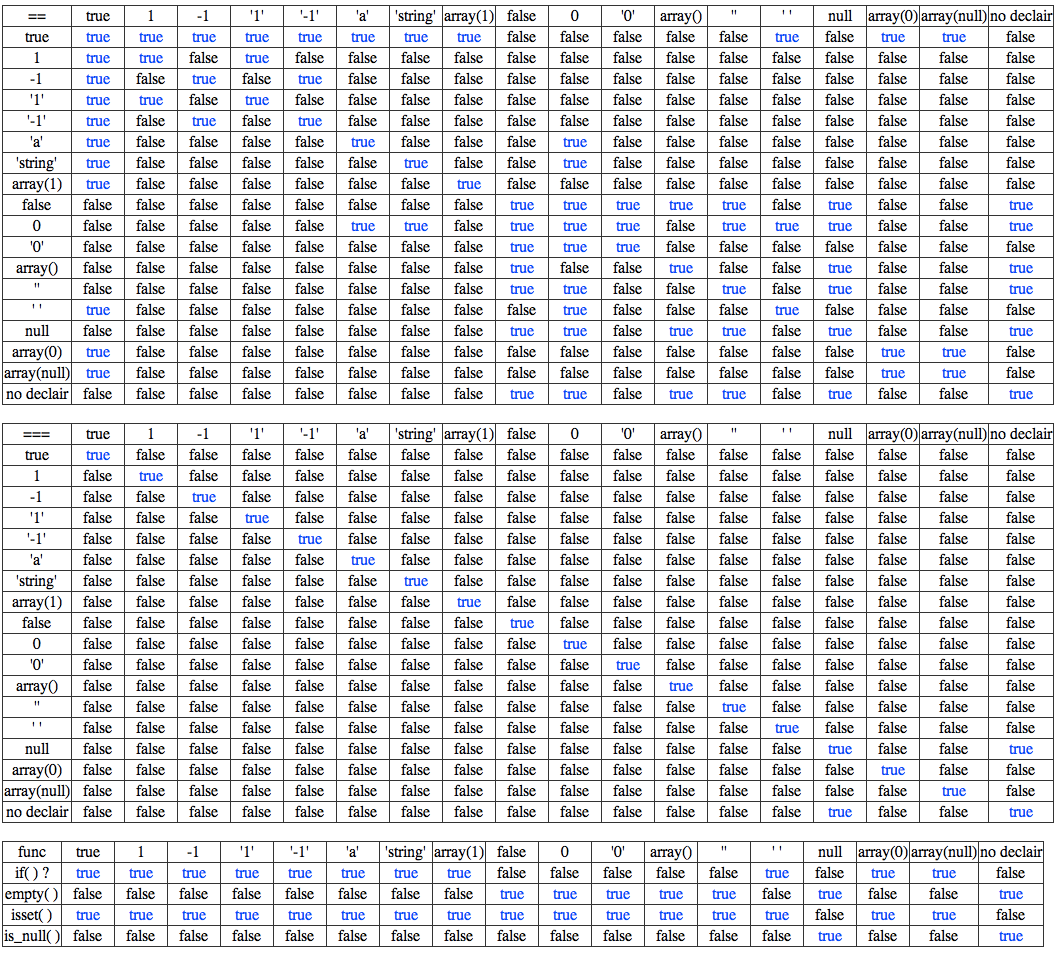 == true 1 -1 '1' '-1' 'a' 'string' array(1) false 0 '0' array() '' ' ' null array(0) array(null) no declair
true true true true true true true true true false false false false false true false true true false
1 true true false true false false false false false false false false false false false false false false
-1 true false true false true false false false false false false false false false false false false false
'1' true true false true false false false false false false false false false false false false false false
'-1' true false true false true false false false false false false false false false false false false false
'a' true false false false false true false false false true false false false false false false false false
'string' true false false false false false true false false true false false false false false false false false
array(1) true false false false false false false true false false false false false false false false false false
false false false false false false false false false true true true true true false true false false true
0 false false false false false true true false true true true false true true true false false true
'0' false false false false false false false false true true true false false false false false false false
array() false false false false false false false false true false false true false false true false false true
'' false false false false false false false false true true false false true false true false false true
' ' true false false false false false false false false true false false false true false false false false
null false false false false false false false false true true false true true false true false false true
array(0) true false false false false false false false false false false false false false false true true false
array(null) true false false false false false false false false false false false false false false true true false
no declair false false false false false false false false true true false true true false true false false true
=== true 1 -1 '1' '-1' 'a' 'string' array(1) false 0 '0' array() '' ' ' null array(0) array(null) no declair
true true false false false false false false false false false false false false false false false false false
1 false true false false false false false false false false false false false false false false false false
-1 false false true false false false false false false false false false false false false false false false
'1' false false false true false false false false false false false false false false false false false false
'-1' false false false false true false false false false false false false false false false false false false
'a' false false false false false true false false false false false false false false false false false false
'string' false false false false false false true false false false false false false false false false false false
array(1) false false false false false false false true false false false false false false false false false false
false false false false false false false false false true false false false false false false false false false
0 false false false false false false false false false true false false false false false false false false
'0' false false false false false false false false false false true false false false false false false false
array() false false false false false false false false false false false true false false false false false false
'' false false false false false false false false false false false false true false false false false false
' ' false false false false false false false false false false false false false true false false false false
null false false false false false false false false false false false false false false true false false true
array(0) false false false false false false false false false false false false false false false true false false
array(null) false false false false false false false false false false false false false false false false true false
no declair false false false false false false false false false false false false false false true false false true
func true 1 -1 '1' '-1' 'a' 'string' array(1) false 0 '0' array() '' ' ' null array(0) array(null) no declair
if( ) ? true true true true true true true true false false false false false true false true true false
empty( ) false false false false false false false false true true true true true false true false false true
isset( ) true true true true true true true true true true true true true true false true true false
is_null( ) false false false false false false false false false false false false false false true false false true